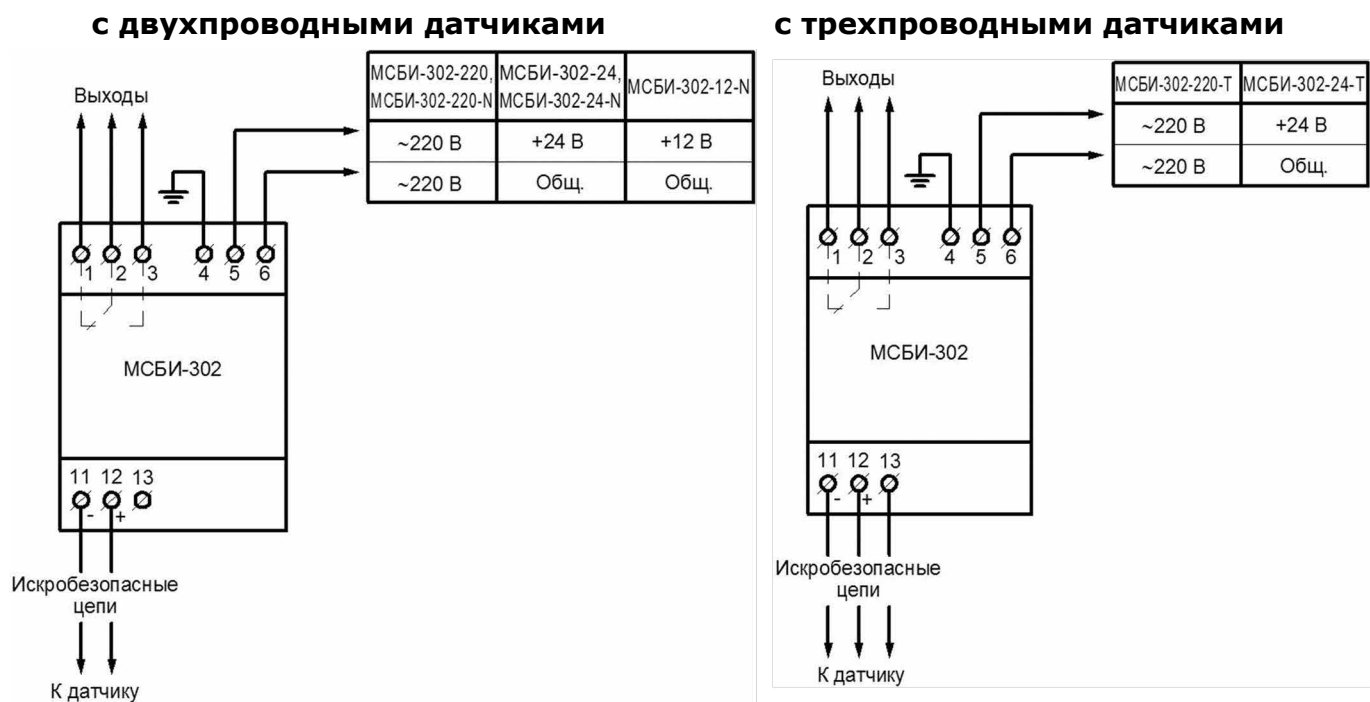 с двухпроводными датчиками
Выходы
МСБИ-302-220, МСБИ-302-24, МСБИ-302-12-N
МСБИ-302-220-N МСБИ-302-24-N
~220 В +24 В +12 В
~220 В Общ. Общ.
1 2 3 4 5 6
МСБИ-302
11 12 13
- +
Искробезопасные
цепи
К датчику
с трехпроводными датчиками
Выходы
МСБИ-302-220-Т МСБИ-302-24-Т
~220 В +24 В
~220 В Общ.
1 2 3 4 5 6
МСБИ-302
11 12 13
- +
Искробезопасные
цепи
К датчику